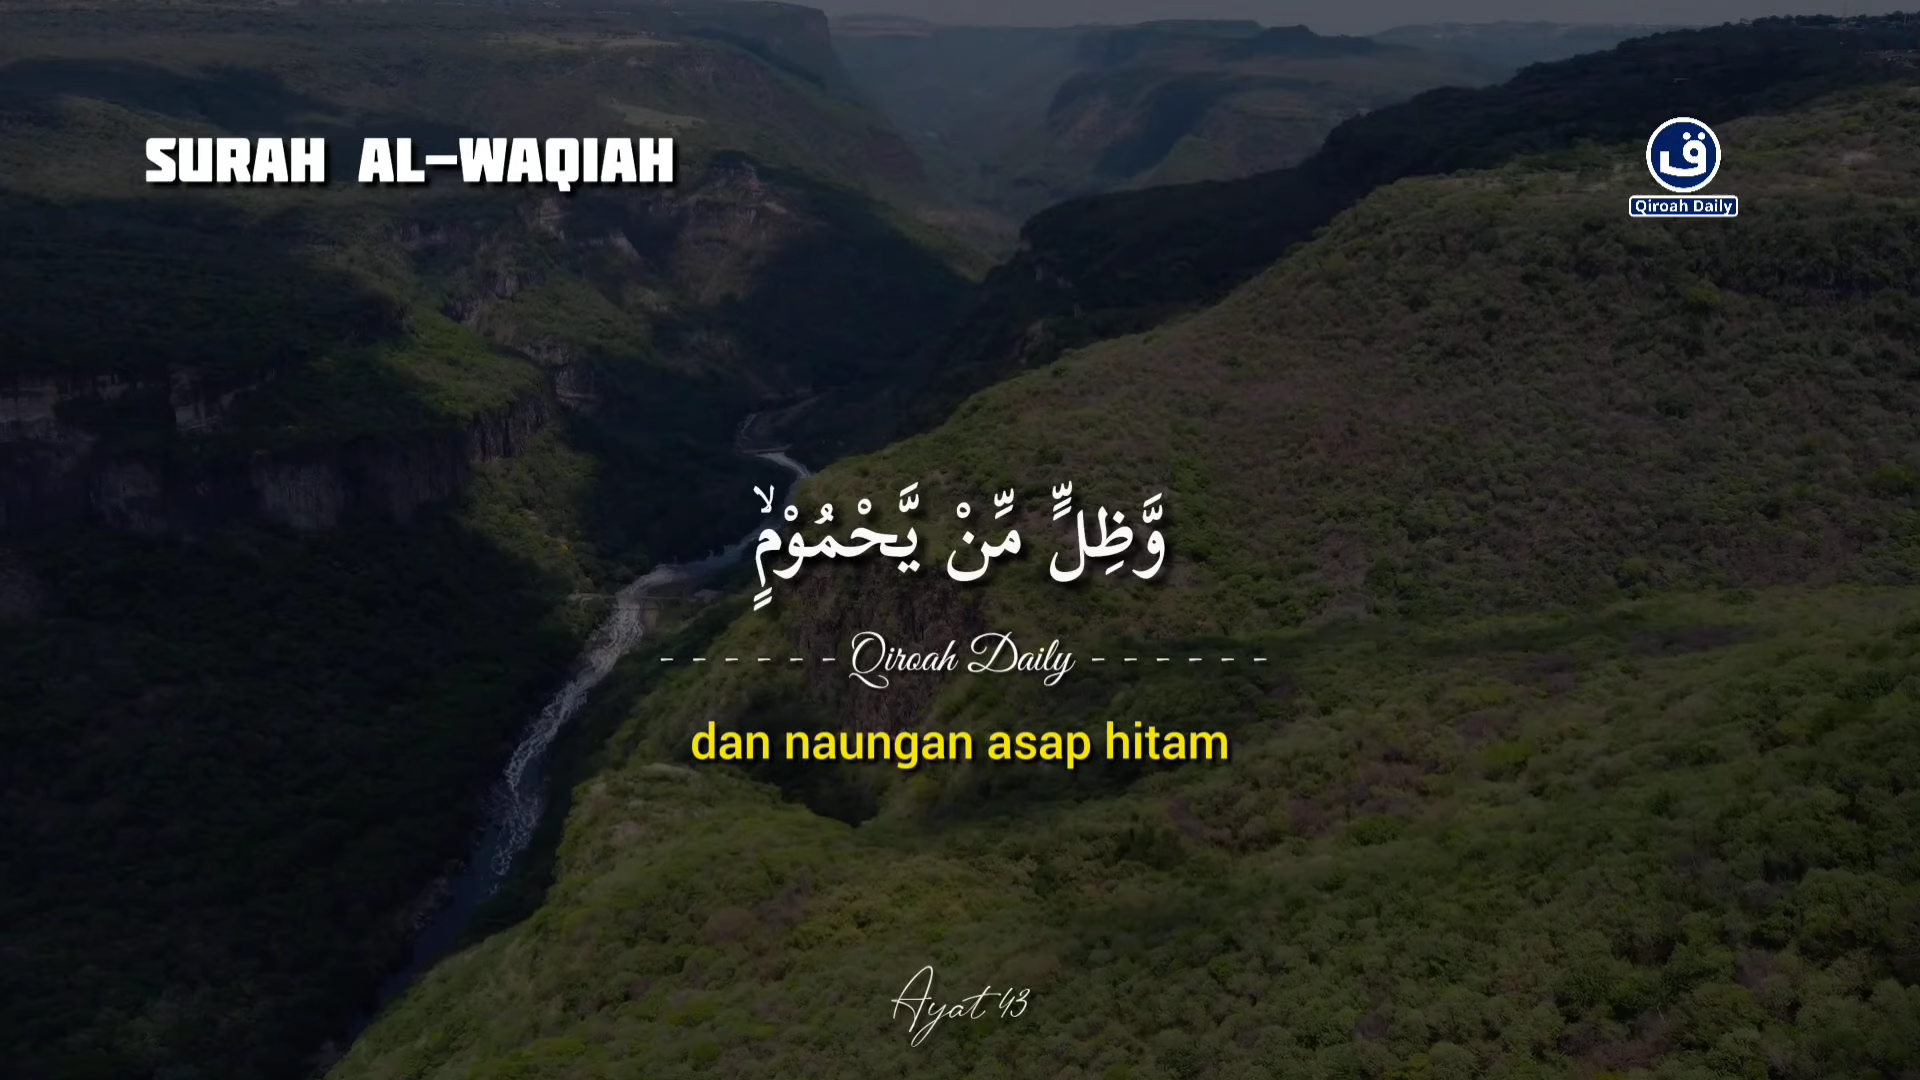 SURAH AL-WAQIAH
ق
Qiroah Daily
وَّظِلٍّ مِّنْ يَّحْمُوْمٍۙ
- - - - - - Qiroah Daily - - - - - -
dan naungan asap hitam
Ayat 43